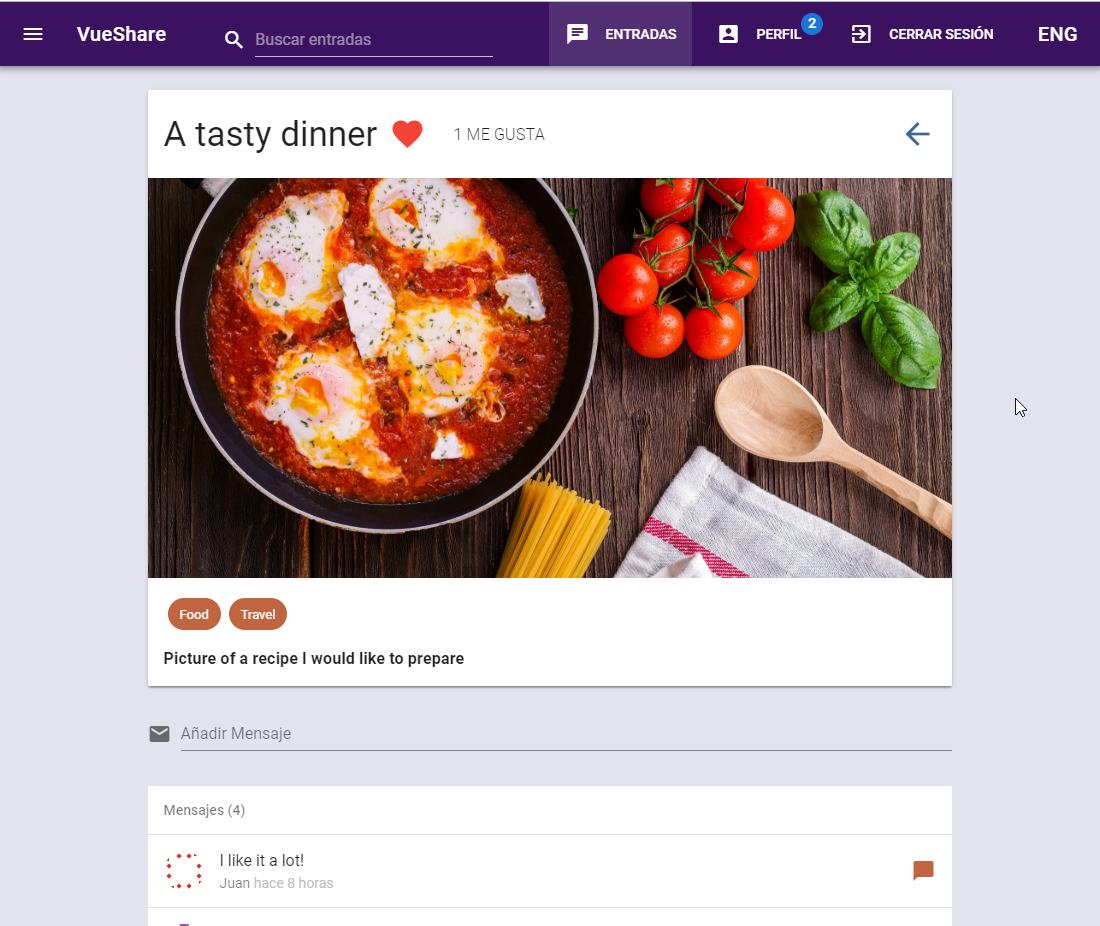 VueShare
Buscar entradas
ENTRADAS
PERFIL
2
CERRAR SESIÓN
ENG
A tasty dinner
1 ME GUSTA
Food
Travel
Picture of a recipe I would like to prepare
Añadir Mensaje
Mensajes (4)
I like it a lot!
Juan hace 8 horas